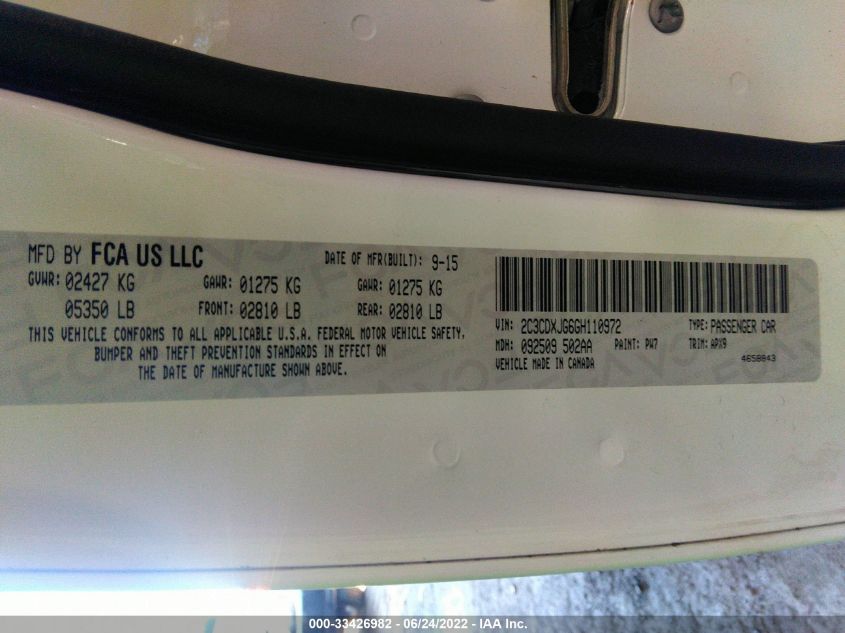 MFD BY FCA US LLC
DATE OF MFR(BUILT): 9-15
GVWR: 02427 KG
GAWR: 01275 KG
GAWR: 01275 KG
05350 LB
FRONT: 02810 LB
REAR: 02810 LB
THIS VEHICLE CONFORMS TO ALL APPLICABLE U.S.A. FEDERAL MOTOR VEHICLE SAFETY,
BUMPER AND THEFT PREVENTION STANDARDS IN EFFECT ON
THE DATE OF MANUFACTURE SHOWN ABOVE.
VIN: 2C3CDXJG6GH110972
TYPE: PASSENGER CAR
MDH: 092509 502AA
PAINT: PW7
TRIM: APX9
VEHICLE MADE IN CANADA
4658843
000-33426982 - 06/24/2022 - IAA Inc.